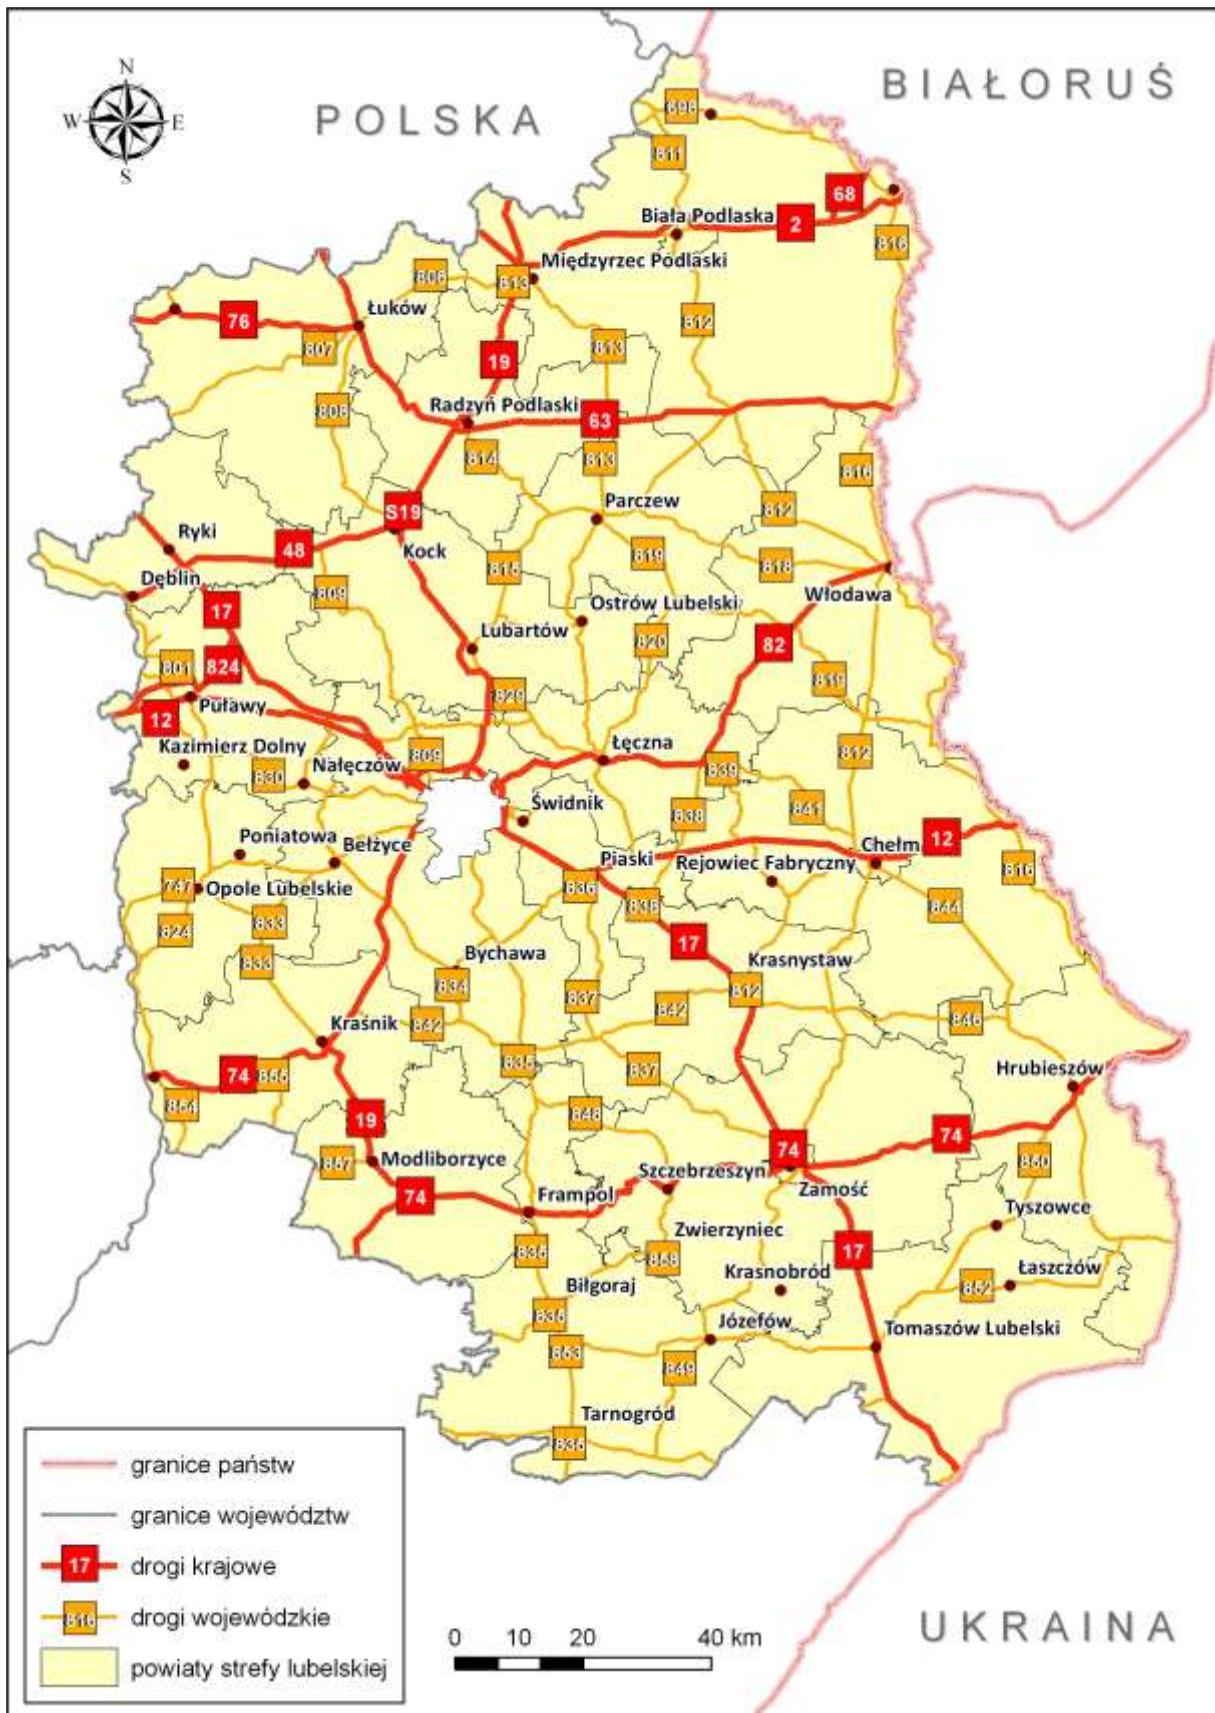 N
W E
S
POLSKA
BIAŁORUŚ
698
811
68
2
Biała Podlaska
816
Międzyrzec Podlaski
806
813
Łuków
76
807
812
813
19
808
Radzyń Podlaski
63
814
813
816
S19
Parczew
812
Ryki
48
Kock
815
819
818
Dęblin
809
Włodawa
17
Ostrów Lubelski
Lubartów
820
82
801
824
819
829
Puławy
12
Kazimierz Dolny
809
Łęczna
812
830
Nałęczów
839
Świdnik
838
841
Poniatowa
Bełżyce
Piaski
Rejowiec Fabryczny
Chełm
12
816
747
Opole Lubelskie
836
838
844
824
833
17
833
Bychawa
Krasnystaw
834
837
812
842
842
846
Kraśnik
835
837
74
855
Hrubieszów
854
19
848
74
74
857
Modliborzyce
850
Szczebrzeszyn
Zamość
74
Frampol
Tyszowce
Zwierzyniec
835
858
17
Krasnobród
Łaszczów
Biłgoraj
852
835
Józefów
Tomaszów Lubelski
853
849
Tarnogród
835
granice państw
granice województw
17 drogi krajowe
816 drogi wojewódzkie
powiaty strefy lubelskiej
0 10 20 40 km
UKRAINA